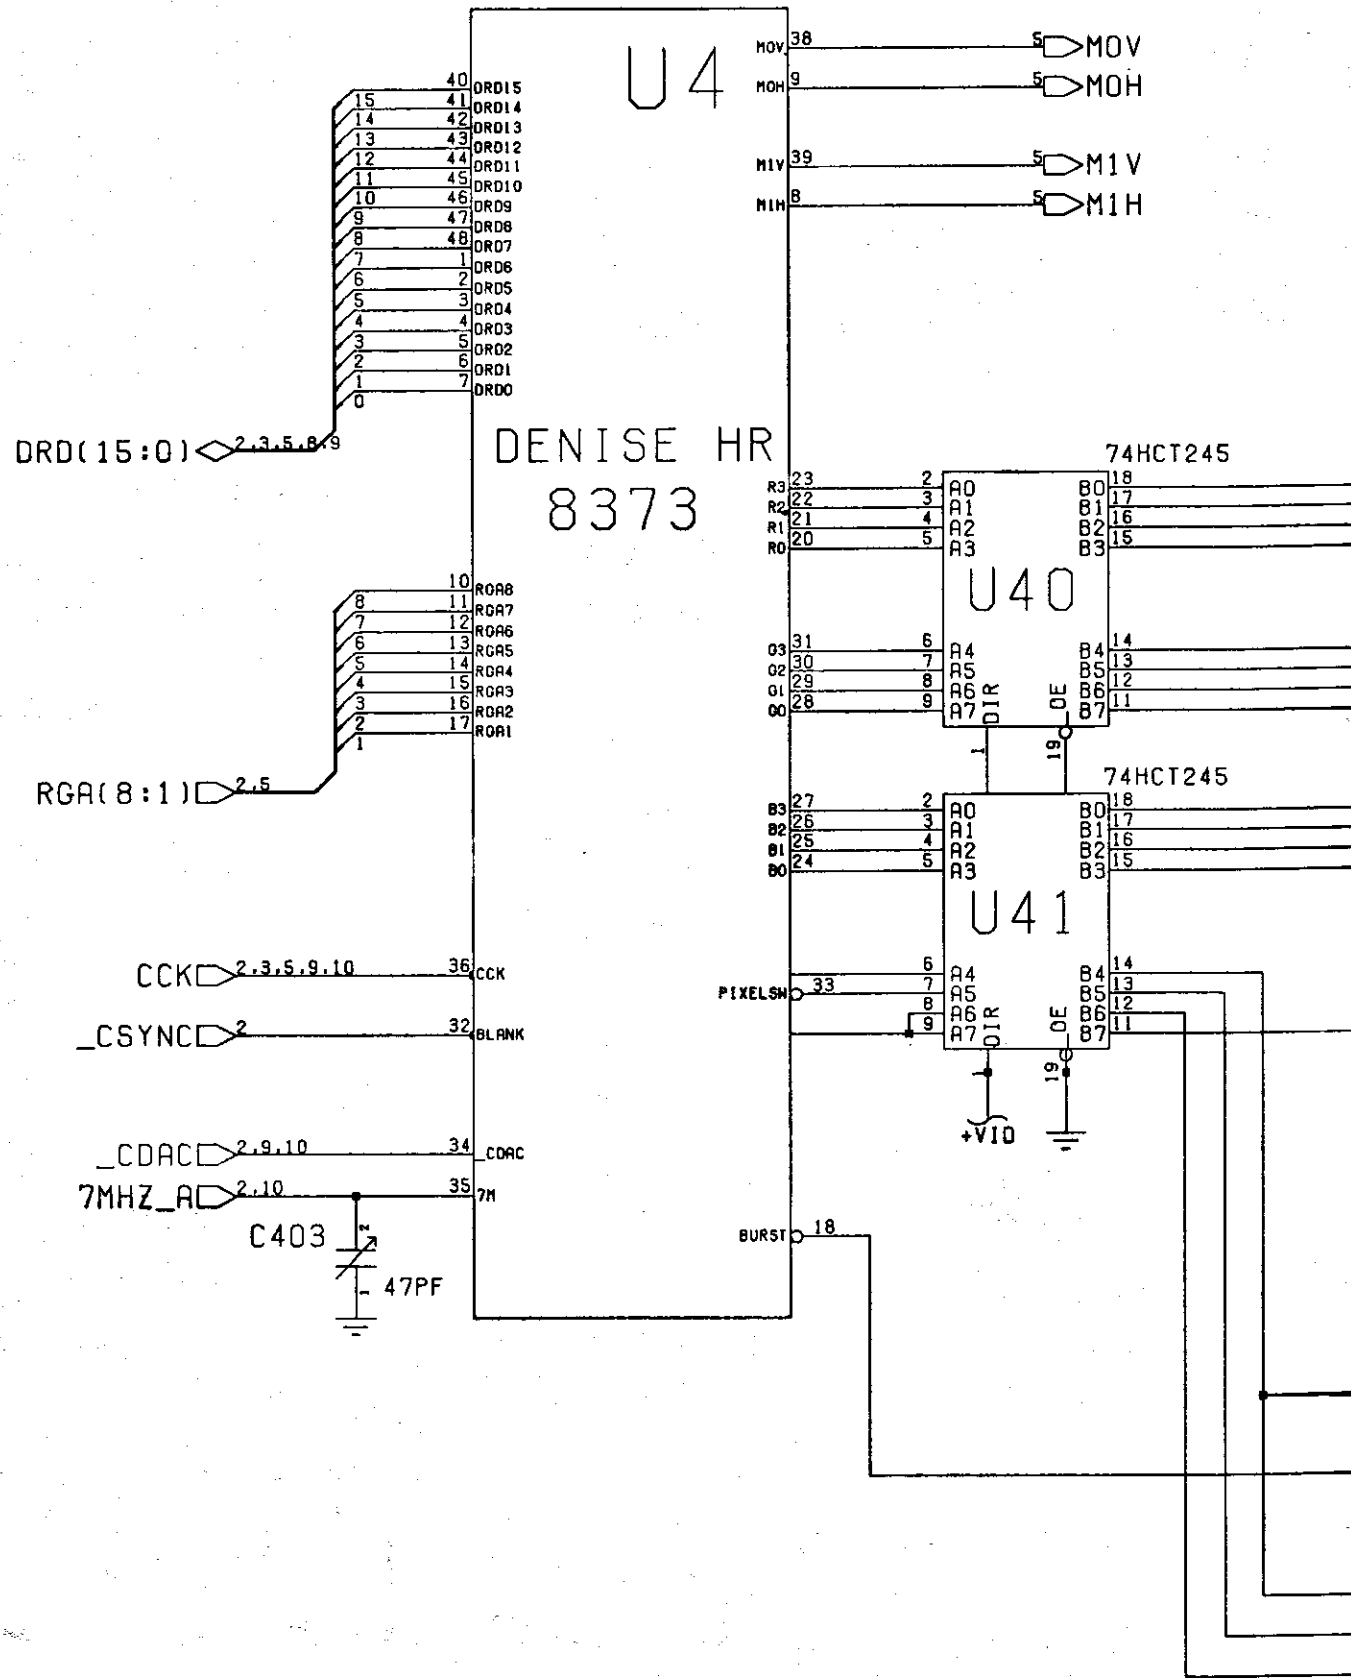 U4
MOV 38 5 MOV
MOH 9 5 MOH
M1V 39 5 M1V
M1H 8 5 M1H
40 DRD15
15 41 DRD14
14 42 DRD13
13 43 DRD12
12 44 DRD11
11 45 DRD10
10 46 DRD9
9 47 DRD8
8 48 DRD7
7 1 DRD6
6 2 DRD5
5 3 DRD4
4 4 DRD3
3 5 DRD2
2 6 DRD1
1 7 DRD0
0
DRD(15:0) 2,3,5,8,9
DENISE HR
8373
74HCT245
R3 23 2 A0 B0 18
R2 22 3 A1 B1 17
R1 21 4 A2 B2 16
R0 20 5 A3 B3 15
U40
G3 31 6 A4 B4 14
G2 30 7 A5 B5 13
G1 29 8 A6 B6 12
G0 28 9 A7 B7 11
DIR OE
1 19
10 RGA8
8 11 RGA7
7 12 RGA6
6 13 RGA5
5 14 RGA4
4 15 RGA3
3 16 RGA2
2 17 RGA1
1
RGA(8:1) 2,5
74HCT245
B3 27 2 A0 B0 18
B2 26 3 A1 B1 17
B1 25 4 A2 B2 16
B0 24 5 A3 B3 15
U41
6 A4 B4 14
PIXELSW 33 7 A5 B5 13
8 A6 B6 12
9 A7 B7 11
DIR OE
1 19
+VID
CCK 2,3,5,9,10 36 CCK
_CSYNC 2 32 BLANK
_CDAC 2,9,10 34 _CDAC
7MHZ_A 2,10 35 7M
C403 2
1 47PF
BURST 18